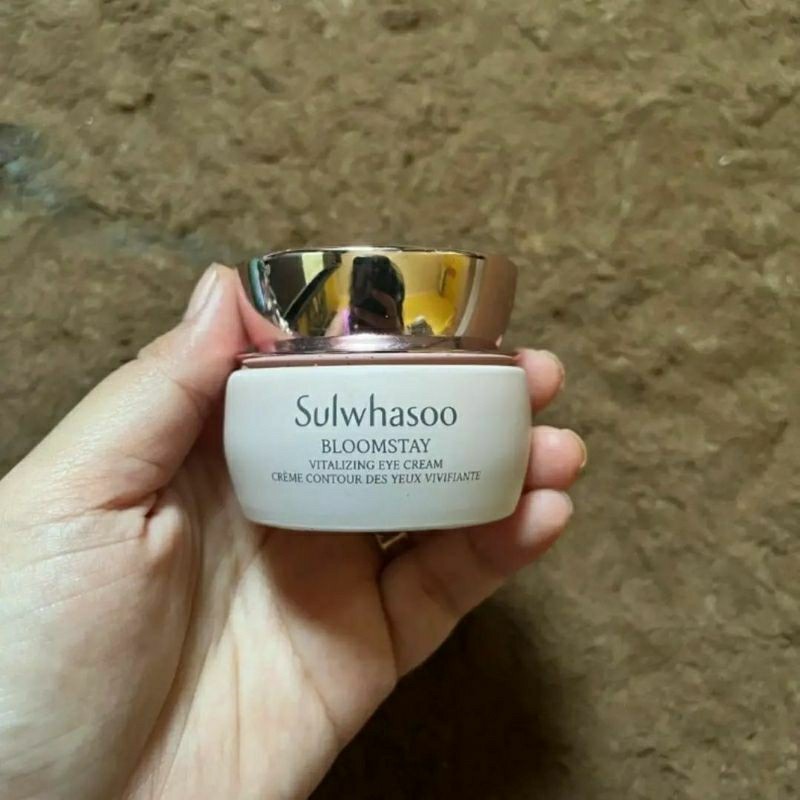 Sulwhasoo
BLOOMSTAY
VITALIZING EYE CREAM
CRÈME CONTOUR DES YEUX VIVIFIANTE